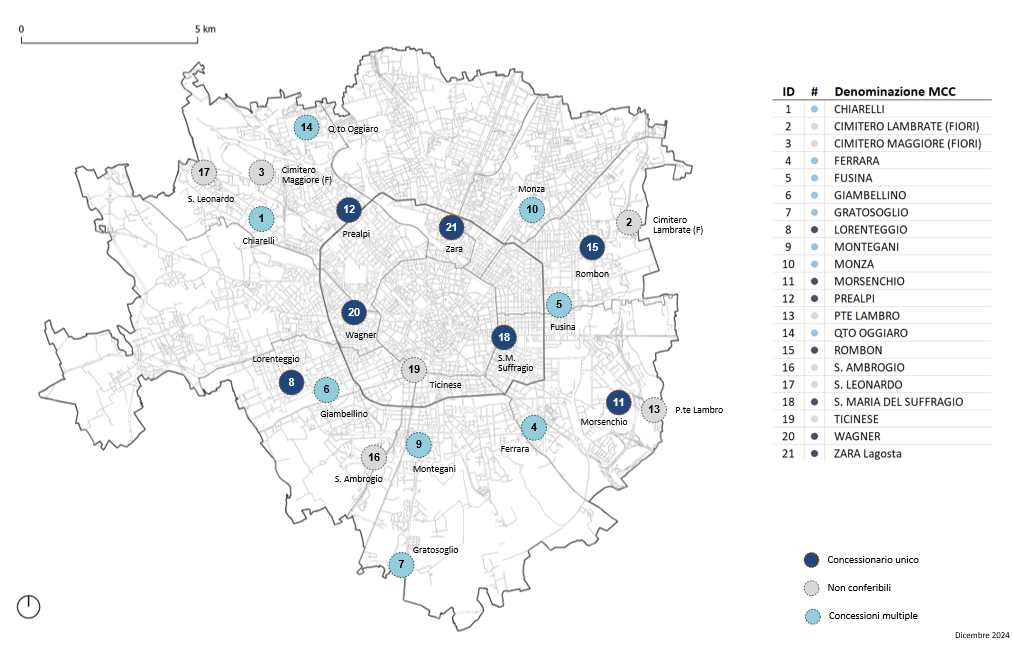 0 5 km
14
Q.to Oggiaro
17
S. Leonardo
3
Cimitero
Maggiore (F)
1
Chiarelli
12
Prealpi
21
Zara
Monza
10
2
Cimitero
Lambrate (F)
15
Rombon
20
Wagner
5
Fusina
18
S.M.
Suffragio
19
Ticinese
Lorenteggio
8
6
Giambellino
11
Morsenchio
13
P.te Lambro
4
Ferrara
9
Montegani
16
S. Ambrogio
Gratosoglio
7
ID # Denominazione MCC
1 CHIARELLI
2 CIMITERO LAMBRATE (FIORI)
3 CIMITERO MAGGIORE (FIORI)
4 FERRARA
5 FUSINA
6 GIAMBELLINO
7 GRATOSOGLIO
8 LORENTEGGIO
9 MONTEGANI
10 MONZA
11 MORSENCHIO
12 PREALPI
13 PTE LAMBRO
14 QTO OGGIARO
15 ROMBON
16 S. AMBROGIO
17 S. LEONARDO
18 S. MARIA DEL SUFFRAGIO
19 TICINESE
20 WAGNER
21 ZARA Lagosta
Concessionario unico
Non conferibili
Concessioni multiple
Dicembre 2024